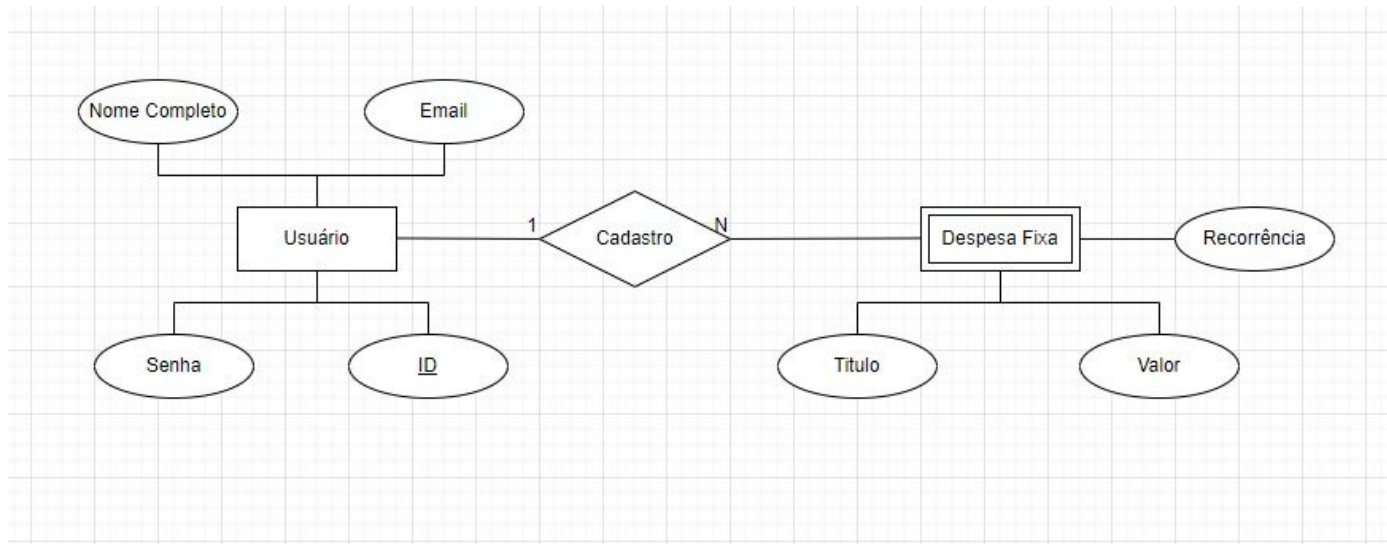 Nome Completo
Email
Usuário
1
Cadastro
N
Despesa Fixa
Recorrência
Senha
ID
Titulo
Valor